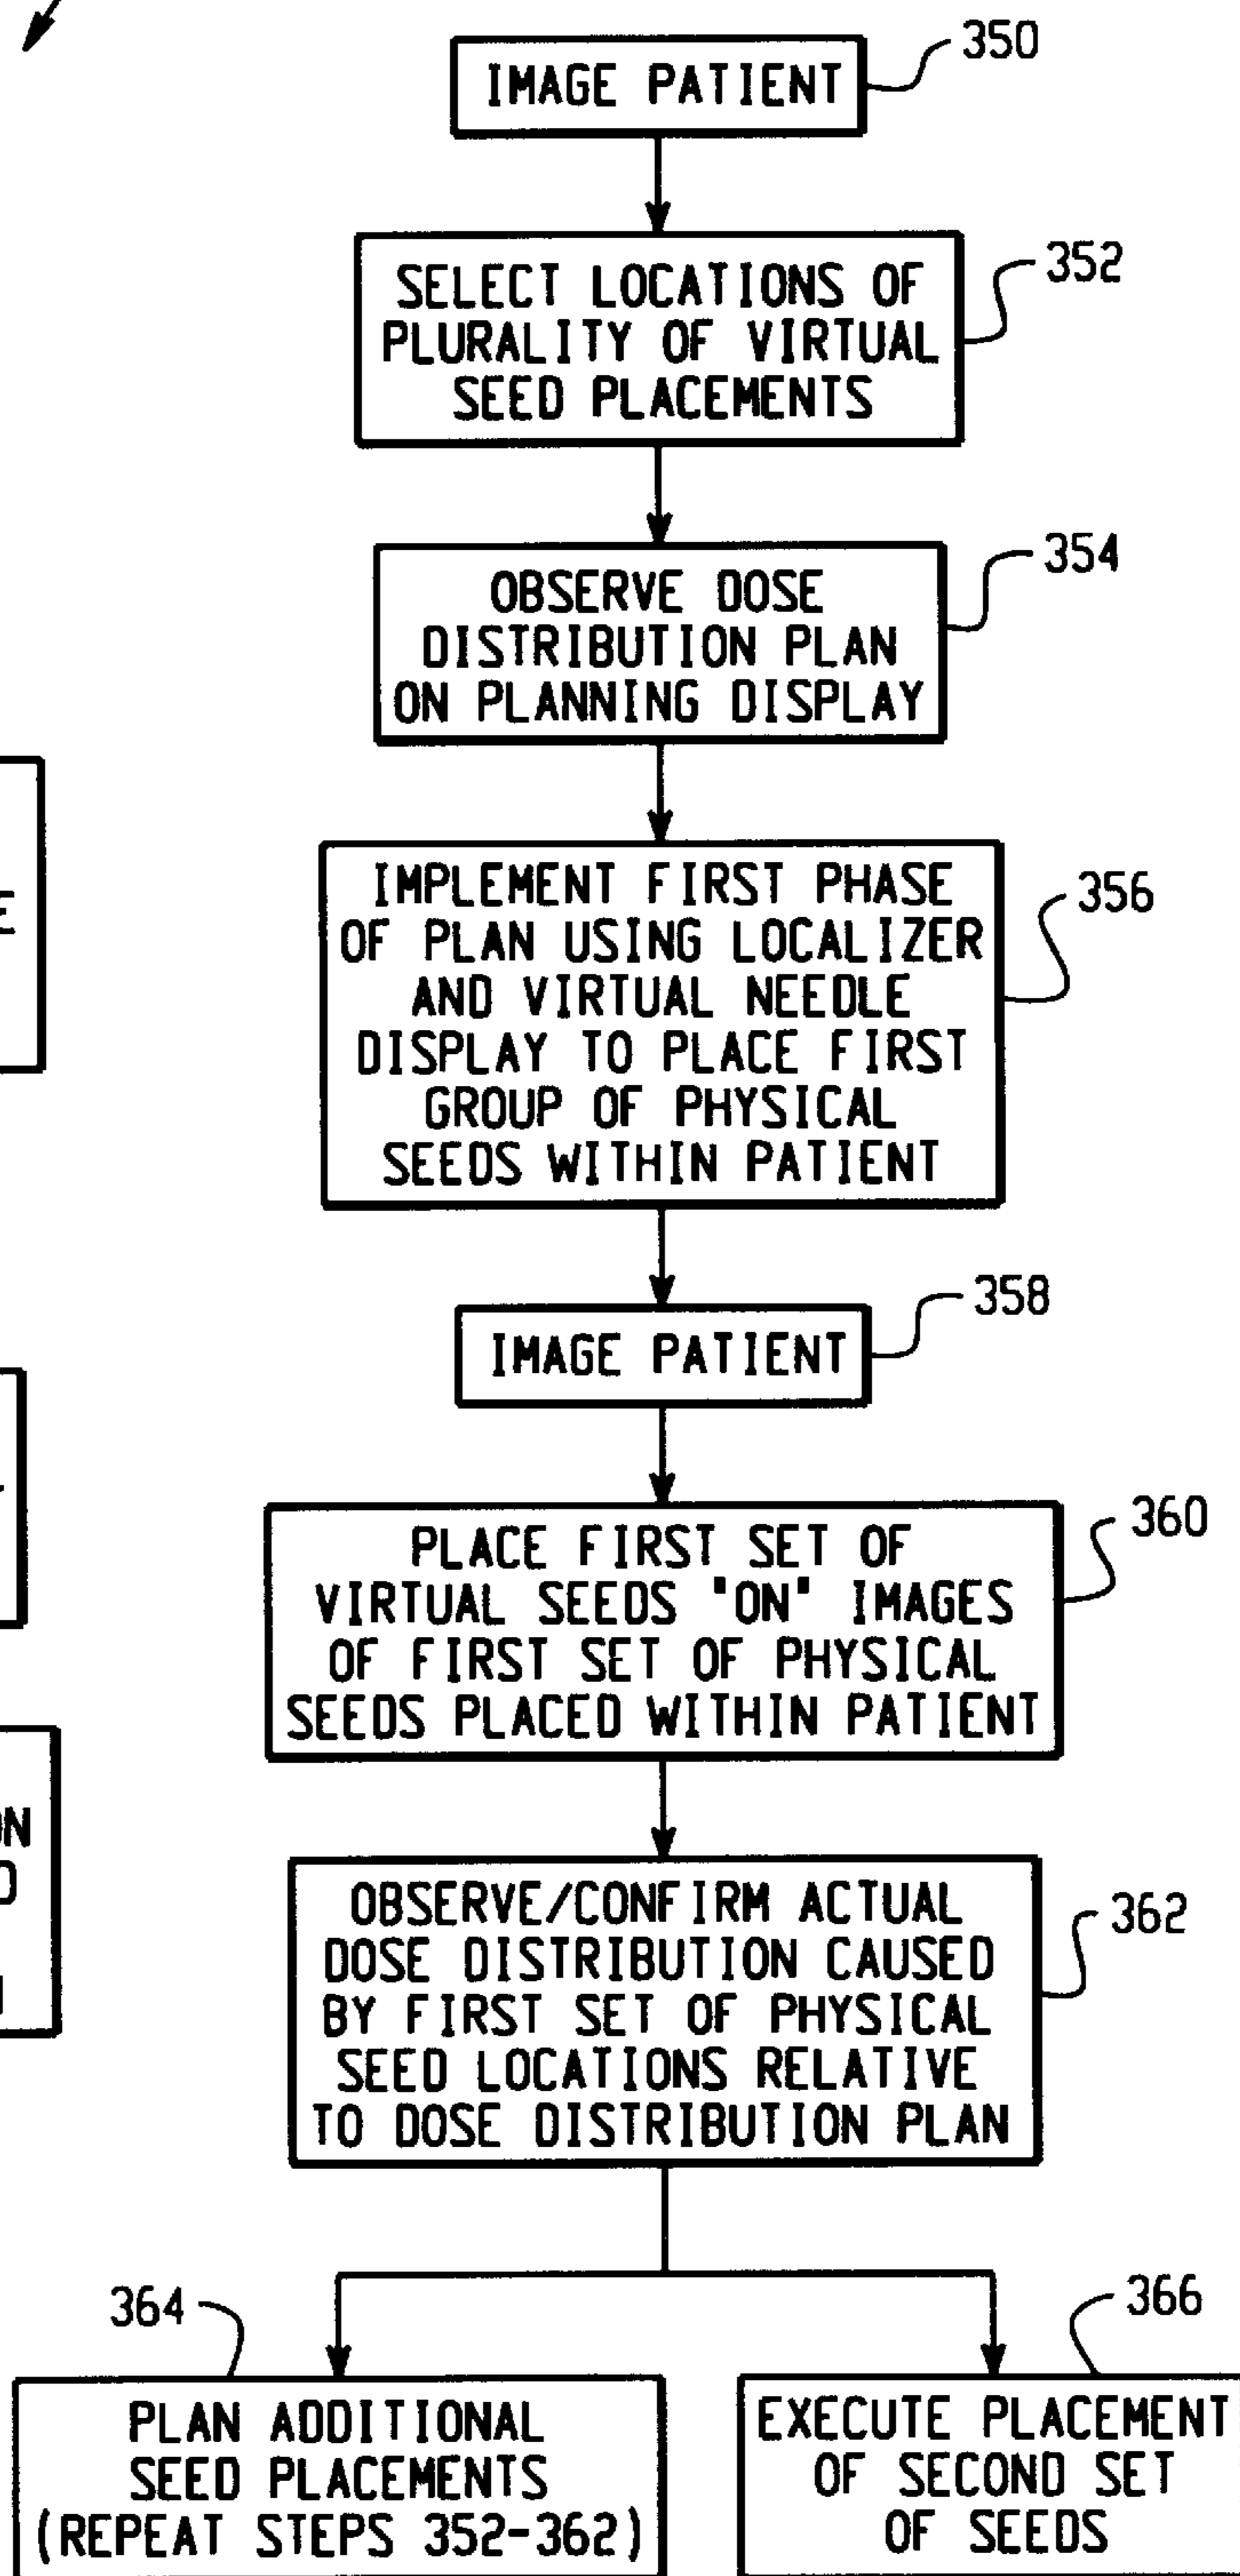 350
IMAGE PATIENT
352
SELECT LOCATIONS OF
PLURALITY OF VIRTUAL
SEED PLACEMENTS
354
OBSERVE DOSE
DISTRIBUTION PLAN
ON PLANNING DISPLAY
356
IMPLEMENT FIRST PHASE
OF PLAN USING LOCALIZER
AND VIRTUAL NEEDLE
DISPLAY TO PLACE FIRST
GROUP OF PHYSICAL
SEEDS WITHIN PATIENT
358
IMAGE PATIENT
360
PLACE FIRST SET OF
VIRTUAL SEEDS "ON" IMAGES
OF FIRST SET OF PHYSICAL
SEEDS PLACED WITHIN PATIENT
362
OBSERVE/CONFIRM ACTUAL
DOSE DISTRIBUTION CAUSED
BY FIRST SET OF PHYSICAL
SEED LOCATIONS RELATIVE
TO DOSE DISTRIBUTION PLAN
364
PLAN ADDITIONAL
SEED PLACEMENTS
(REPEAT STEPS 352-362)
366
EXECUTE PLACEMENT
OF SECOND SET
OF SEEDS